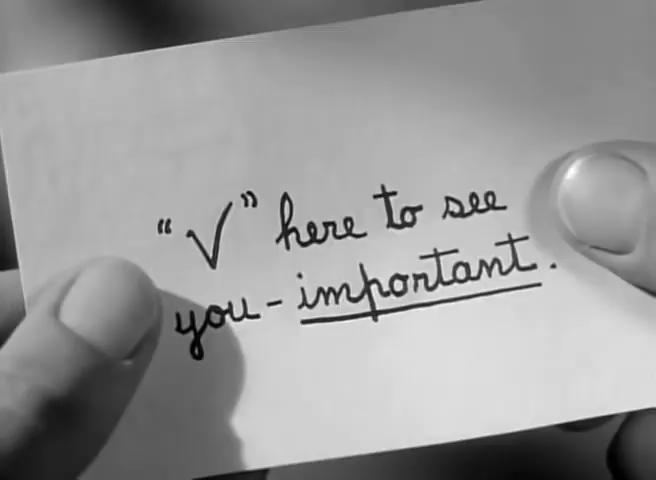 "√" here to see
you - important.